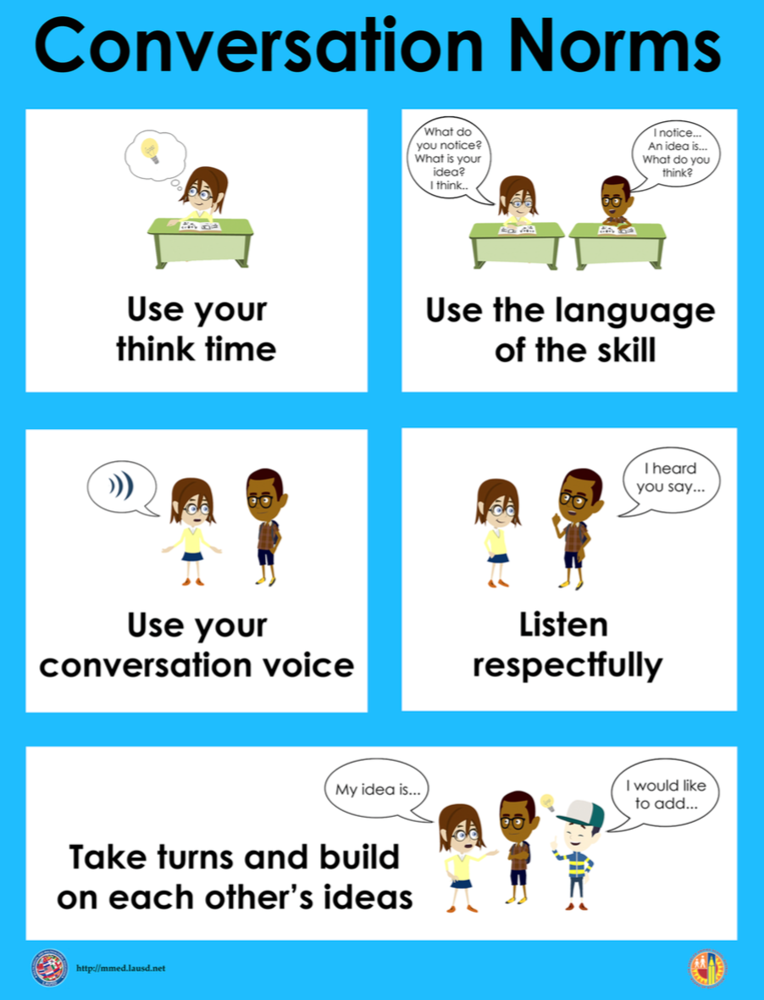 Conversation Norms
Use your
think time
What do
you notice?
What is your
idea?
I think..
I notice...
An idea is...
What do you
think?
Use the language
of the skill
Use your
conversation voice
I heard
you say...
Listen
respectfully
My idea is...
I would like
to add...
Take turns and build
on each other’s ideas
http://mmed.lausd.net